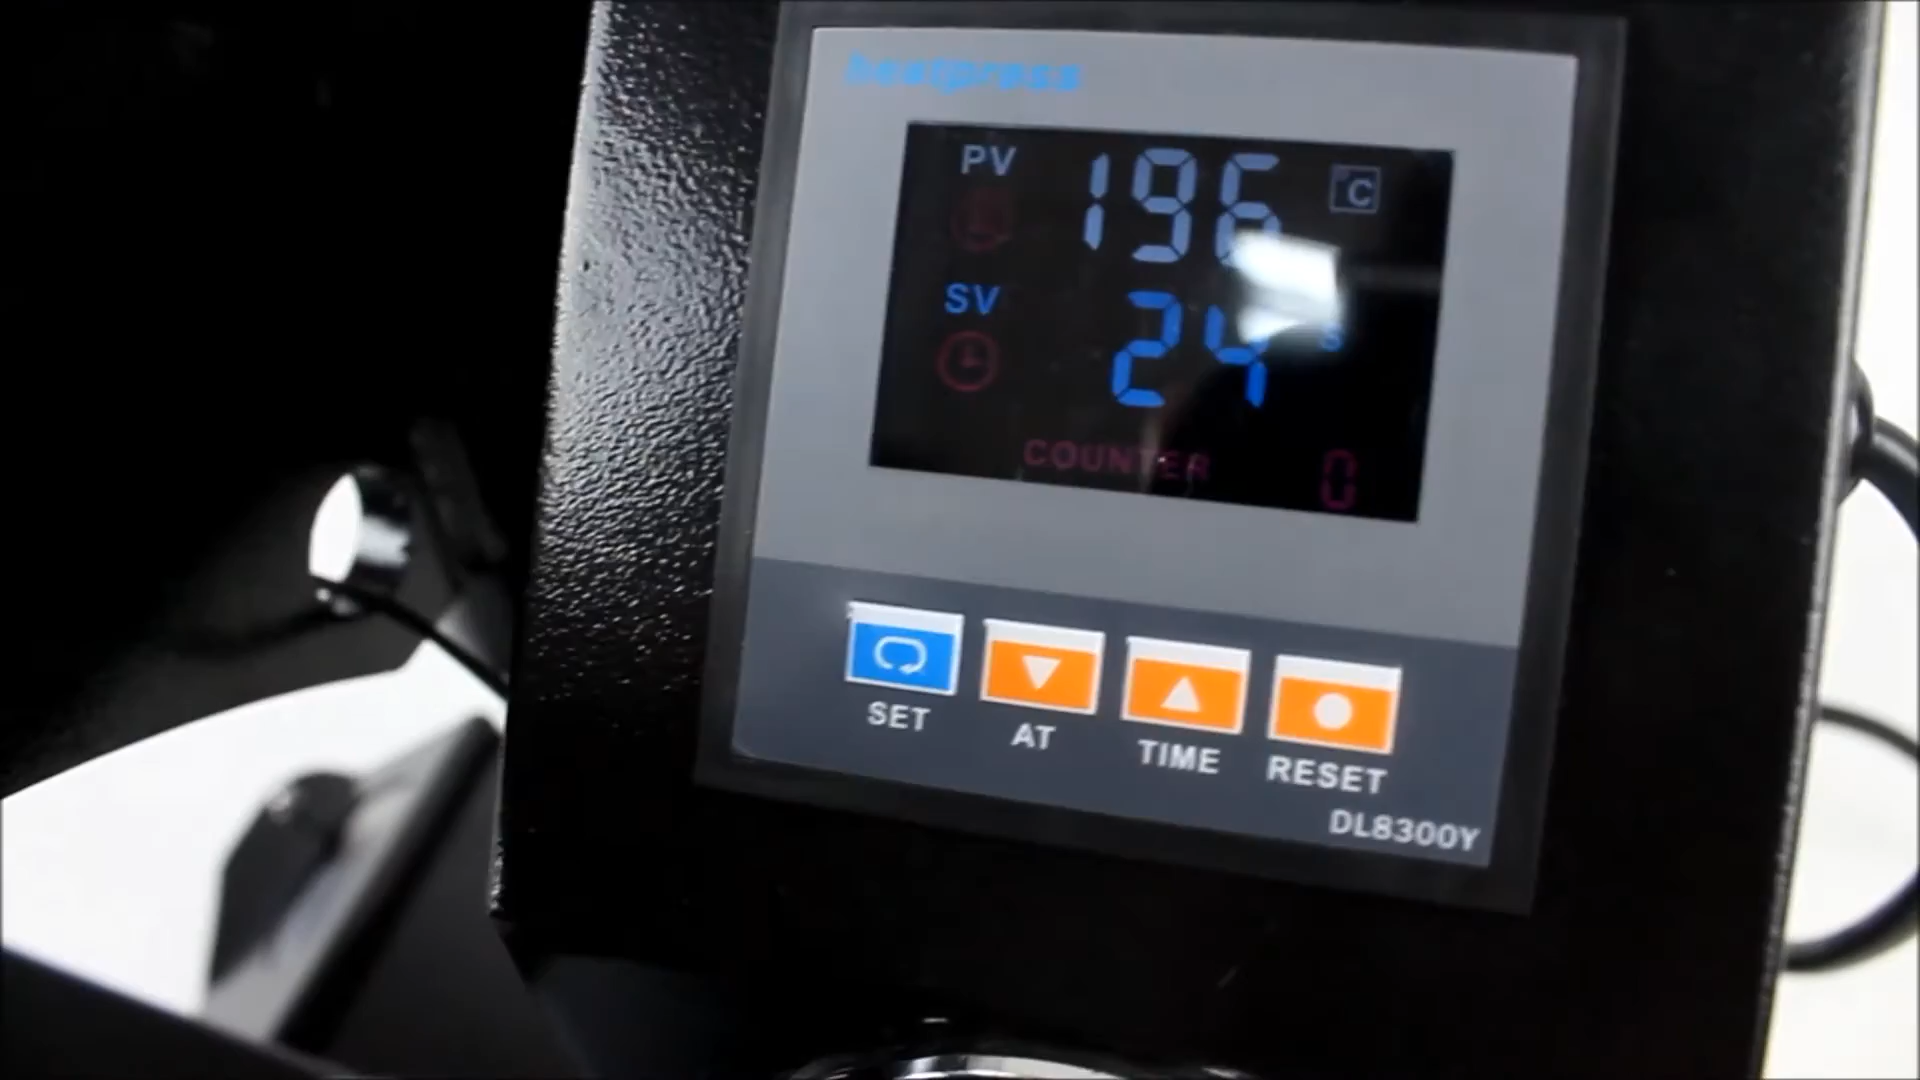 heatpress
PV 196 °C
SV 24 S
COUNTER 0
SET AT TIME RESET
DL8300Y